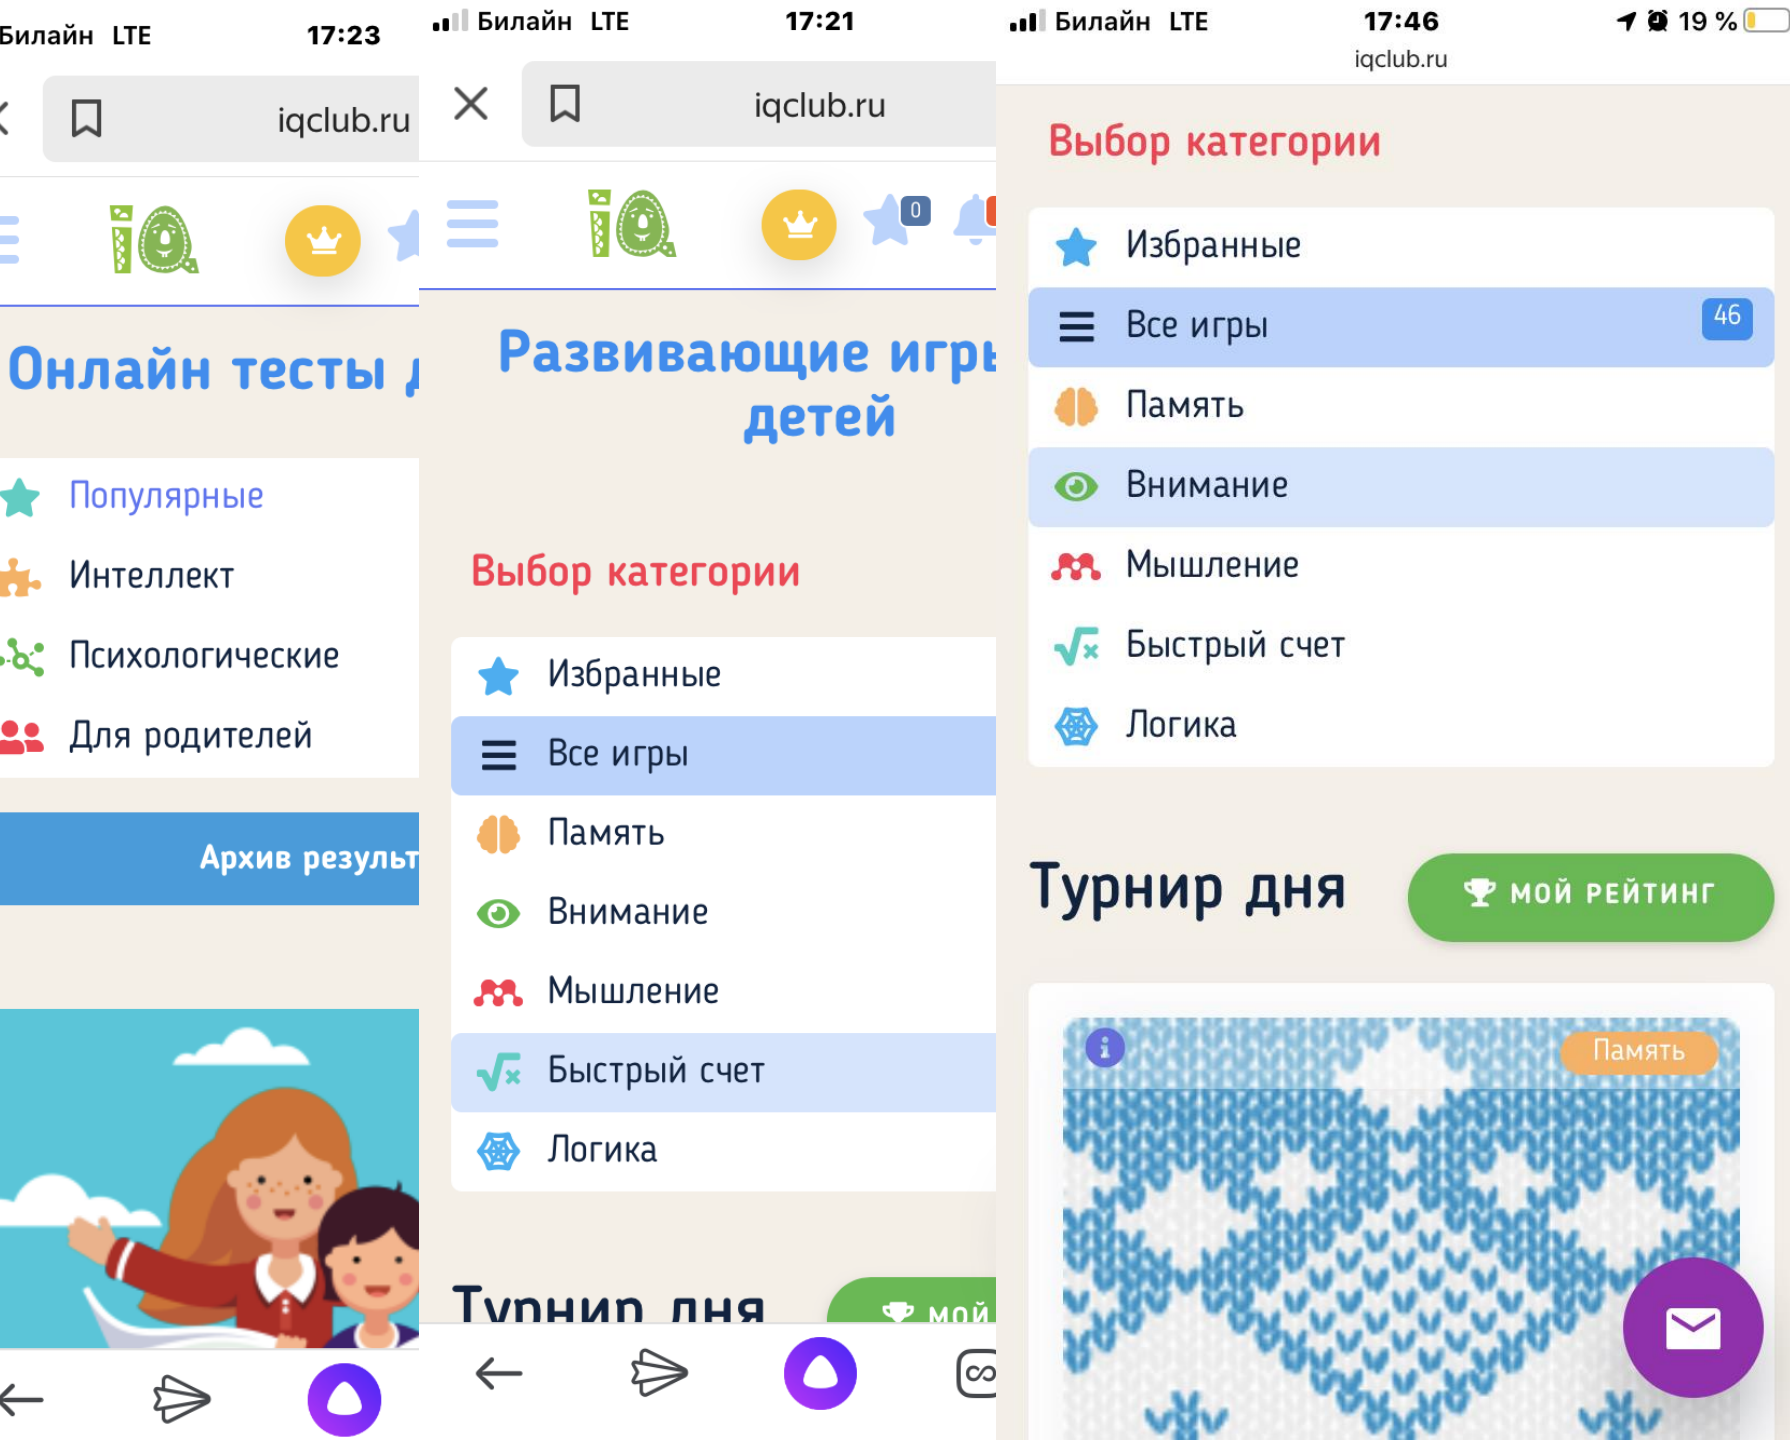 Билайн LTE 17:23
iqclub.ru
iQ
Онлайн тесты
Популярные
Интеллект
Психологические
Для родителей
Архив результ
Билайн LTE 17:21
iqclub.ru
iQ
0
Развивающие игры
детей
Выбор категории
Избранные
Все игры
Память
Внимание
Мышление
Быстрый счет
Логика
Турнир дня
МОЙ
Билайн LTE 17:46 19 %
iqclub.ru
Выбор категории
Избранные
Все игры 46
Память
Внимание
Мышление
Быстрый счет
Логика
Турнир дня
МОЙ РЕЙТИНГ
i
Память